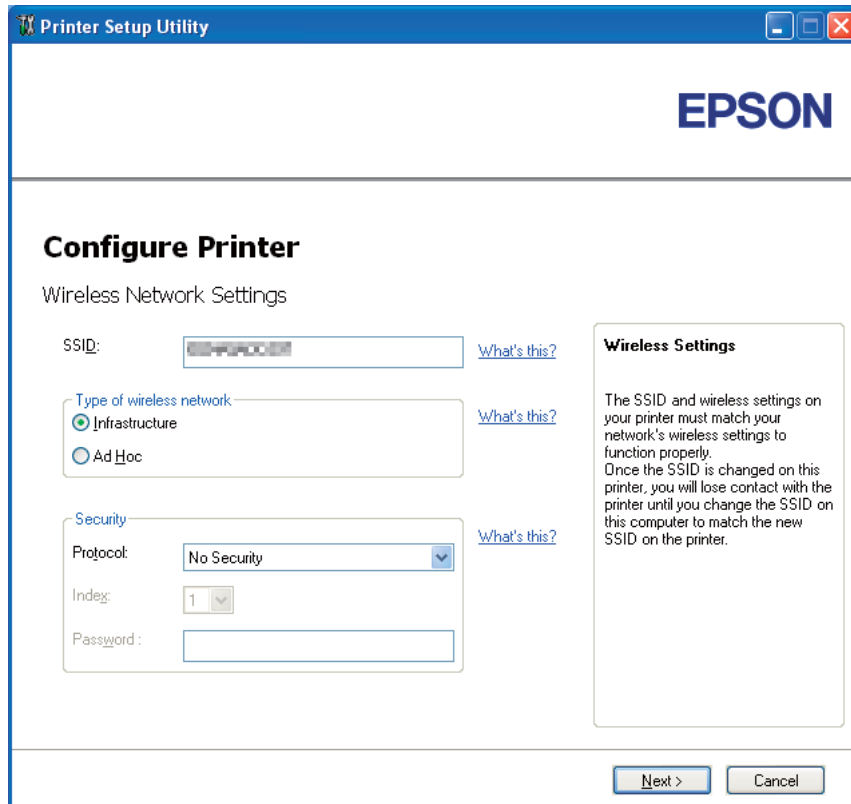 Printer Setup Utility
EPSON
Configure Printer
Wireless Network Settings
SSID:
What's this?
Type of wireless network
Infrastructure
Ad Hoc
What's this?
Security
Protocol:
No Security
What's this?
Index:
1
Password :
Wireless Settings
The SSID and wireless settings on
your printer must match your
network's wireless settings to
function properly.
Once the SSID is changed on this
printer, you will lose contact with the
printer until you change the SSID on
this computer to match the new
SSID on the printer.
Next >
Cancel